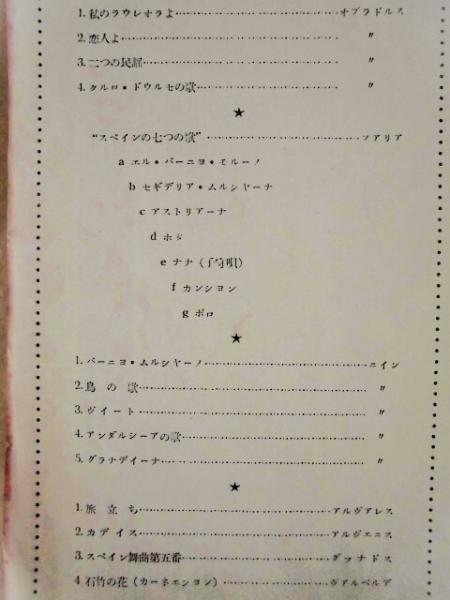 1. 私のラウレオラよ……………………オブラドルス
2. 恋人よ……………………………………〃
3. 二つの民謡………………………………〃
4. タルロ・ドウルセの歌…………………〃
★
“スペインの七つの歌”……………………フアリア
a エル・パーニヨ・モルーノ
b セギデリア・ムルシヤーナ
c アストリアーナ
d ホタ
e ナナ（子守唄）
f カンシヨン
g ポロ
★
1. パーニヨ・ムルシヤーノ…………………ニイン
2. 鳥の歌……………………………………〃
3. ヴイート…………………………………〃
4. アンダルシーアの歌……………………〃
5. グラナデイーナ…………………………〃
★
1. 旅立ち……………………………アルヴアレス
2. カデイス…………………………アルヴエニス
3. スペイン舞曲第五番………………グラナドス
4 石竹の花（カーネエシヨン）……………ヴアルベルデ